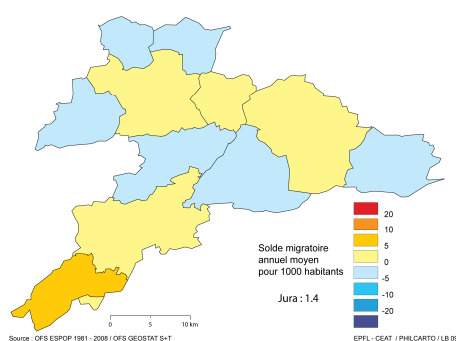 20
10
5
0
-5
-10
-20
Solde migratoire
annuel moyen
pour 1000 habitants
Jura : 1.4
0 5 10 km
Source : OFS ESPOP 1981 - 2008 / OFS GEOSTAT S+T
EPFL - CEAT / PHILCARTO / LB 09